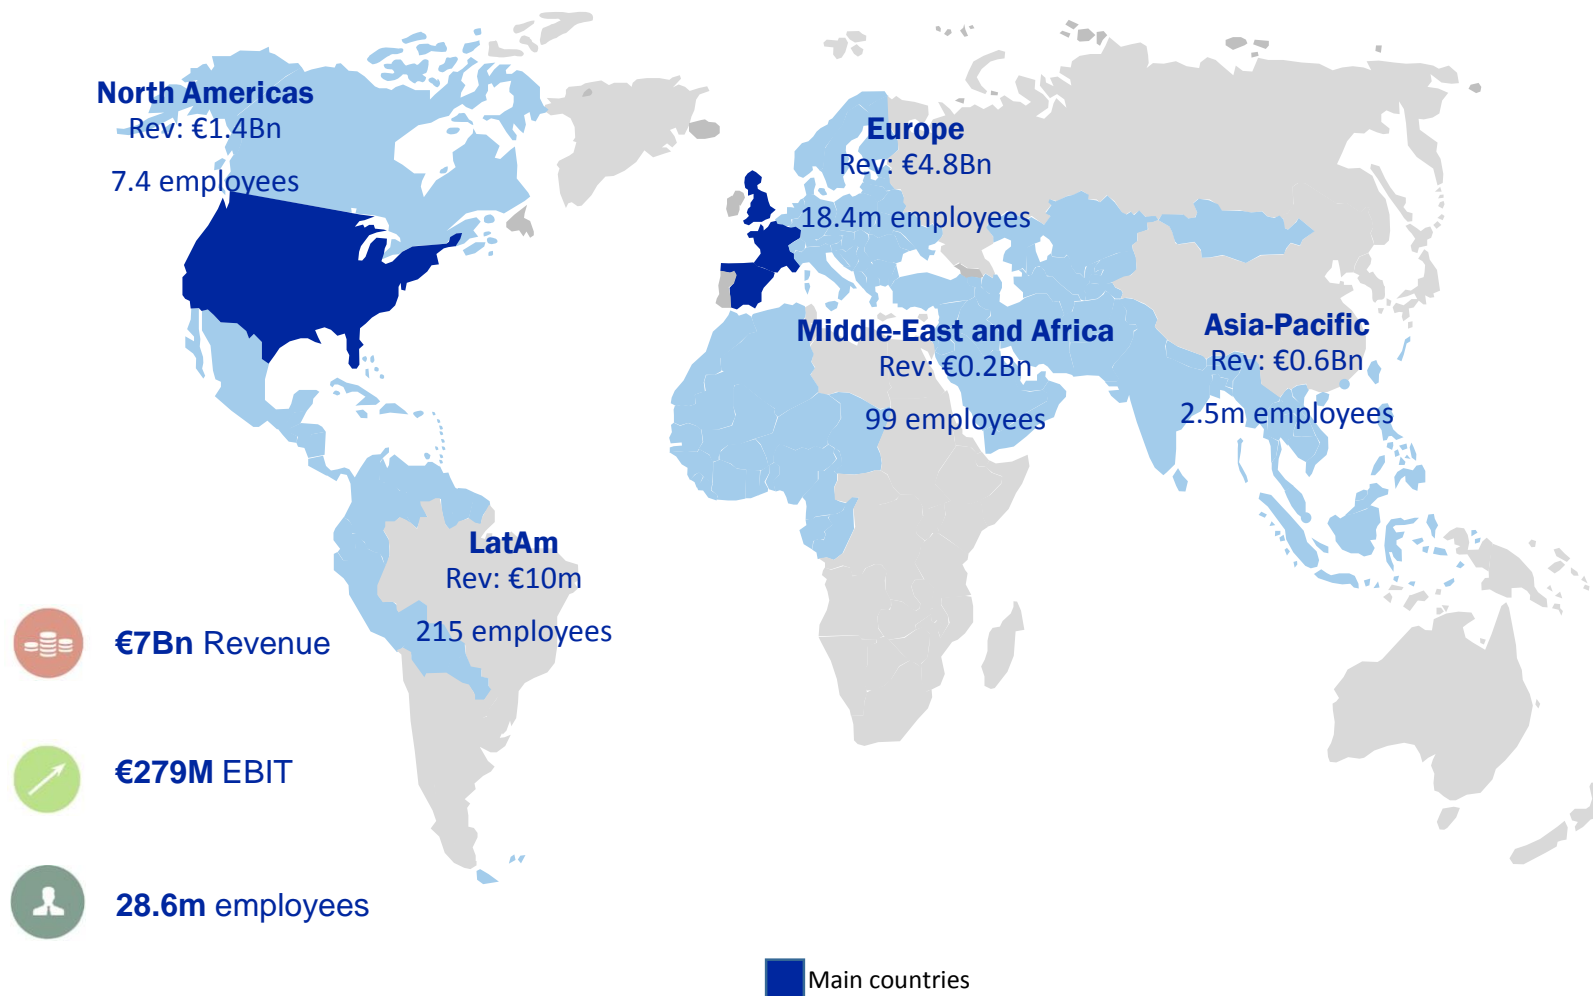 North Americas
Rev: €1.4Bn
7.4 employees
Europe
Rev: €4.8Bn
18.4m employees
Middle-East and Africa
Rev: €0.2Bn
99 employees
Asia-Pacific
Rev: €0.6Bn
2.5m employees
LatAm
Rev: €10m
215 employees
€7Bn Revenue
€279M EBIT
28.6m employees
Main countries